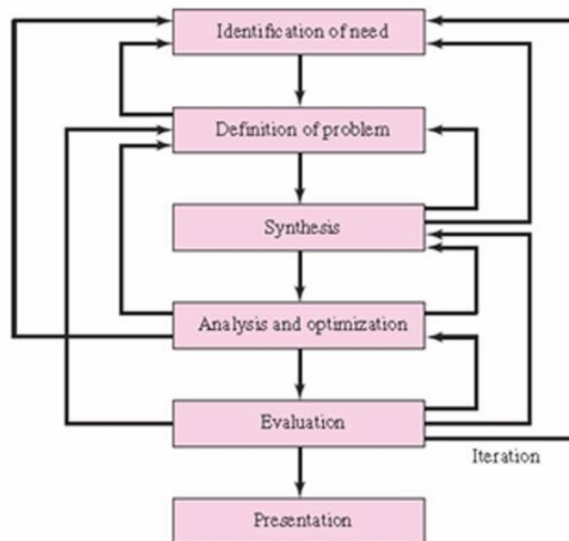 Identification of need
Definition of problem
Synthesis
Analysis and optimization
Evaluation
Iteration
Presentation